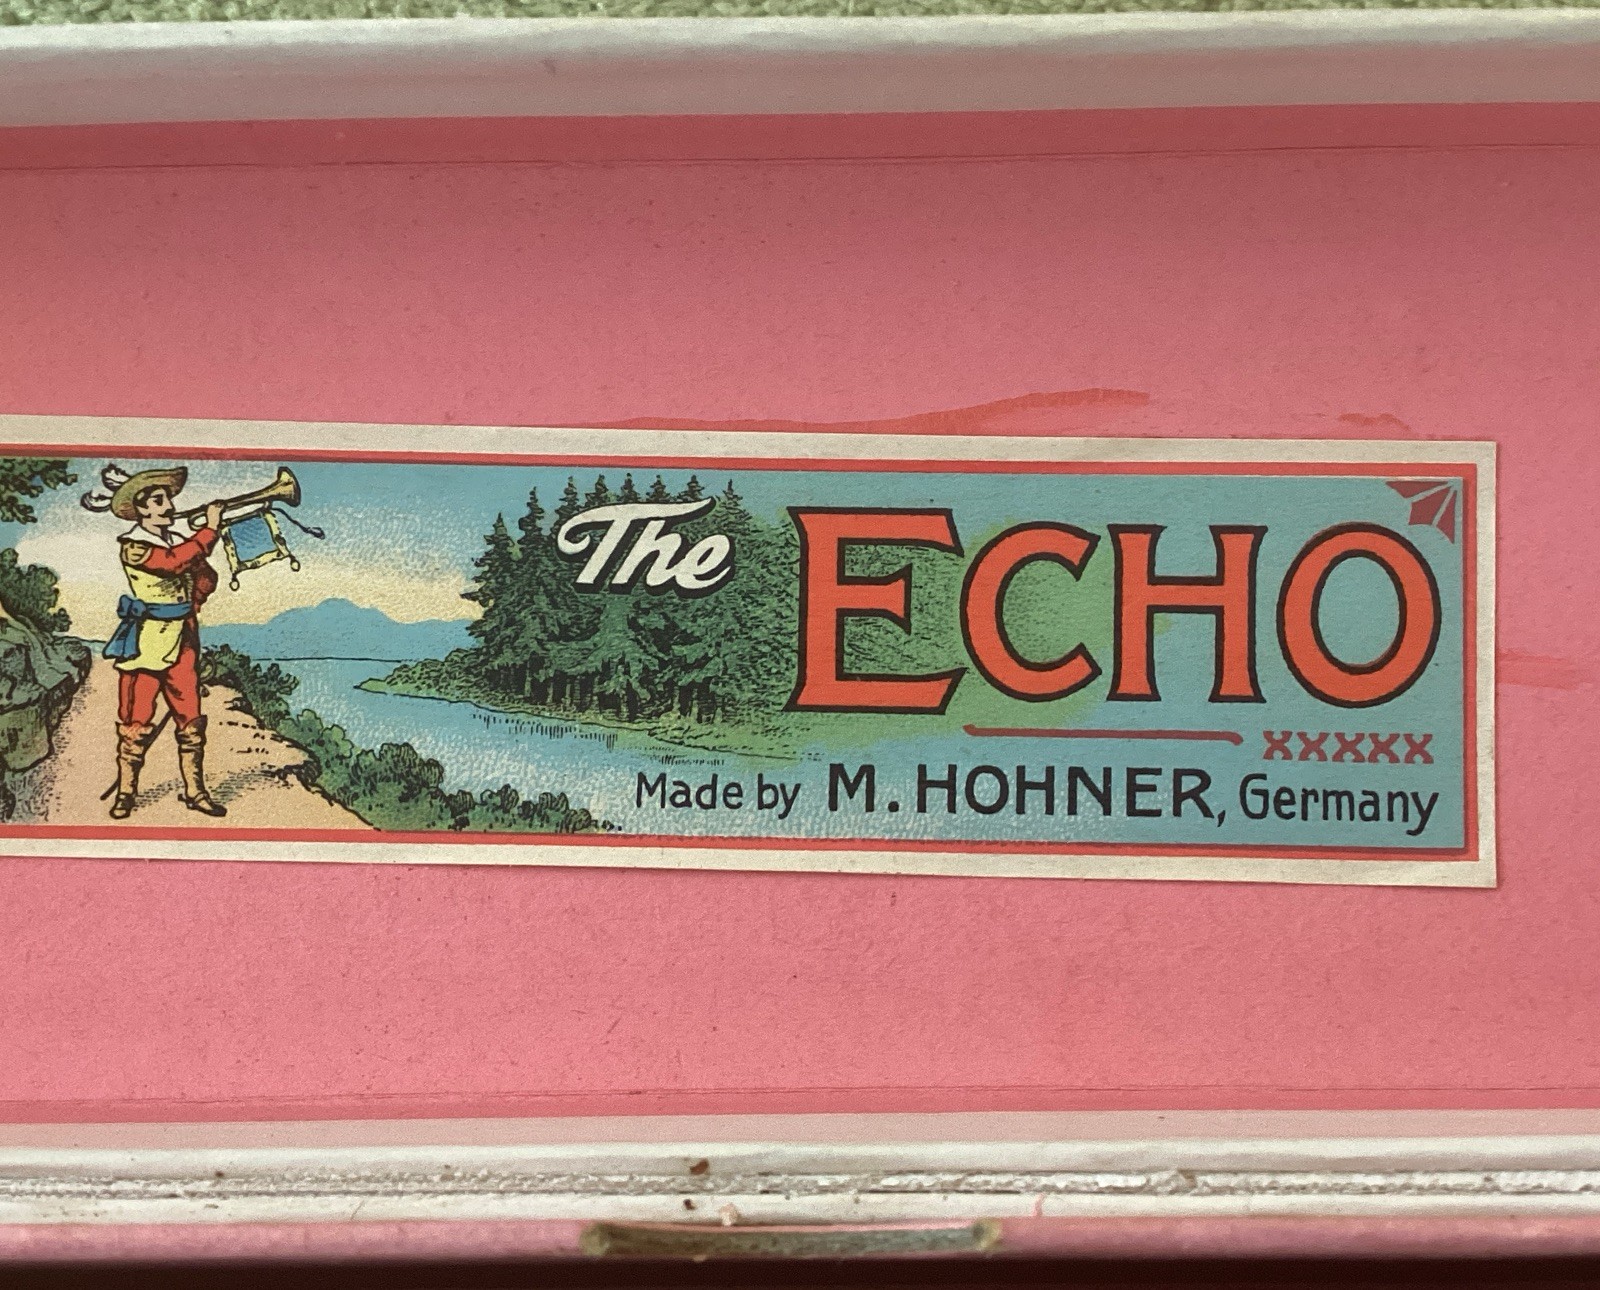 The ECHO
XXXXX
Made by M. HOHNER, Germany